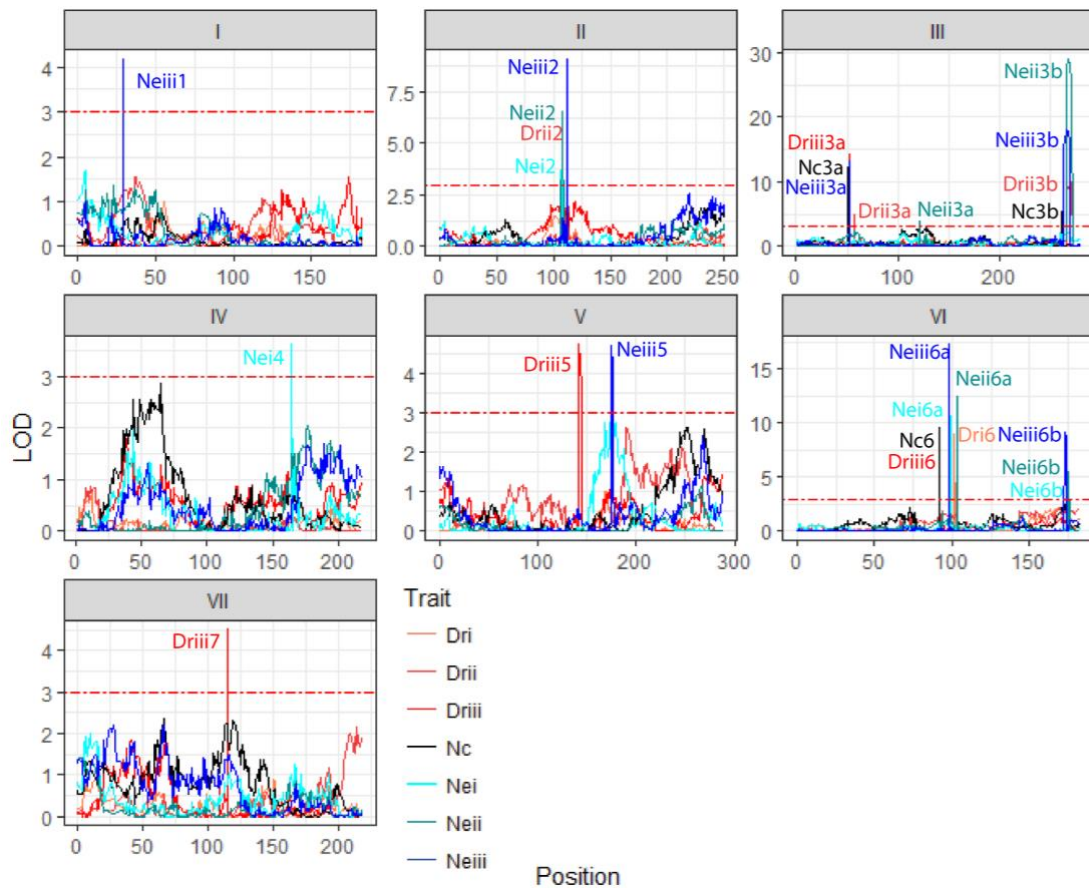 I
4
3
2
1
0
Neiii1
0
50
100
150
II
7.5
5.0
2.5
0.0
Neiii2
Neii2
Drii2
Nei2
0
50
100
150
200
250
III
30
20
10
0
Neii3b
Driii3a
Neiii3b
Nc3a
Neiii3a
Drii3b
Drii3a
Neii3a
Nc3b
0
100
200
IV
3
2
1
0
Nei4
0
50
100
150
200
V
4
3
2
1
0
Driii5
Neiii5
0
100
200
300
VI
15
10
5
0
Neiii6a
Neii6a
Nei6a
Nc6
Dri6
Neiii6b
Driii6
Neii6b
Nei6b
0
50
100
150
LOD
VII
4
3
2
1
0
Driii7
0
50
100
150
200
Trait
Dri
Drii
Driii
Nc
Nei
Neii
Neiii
Position